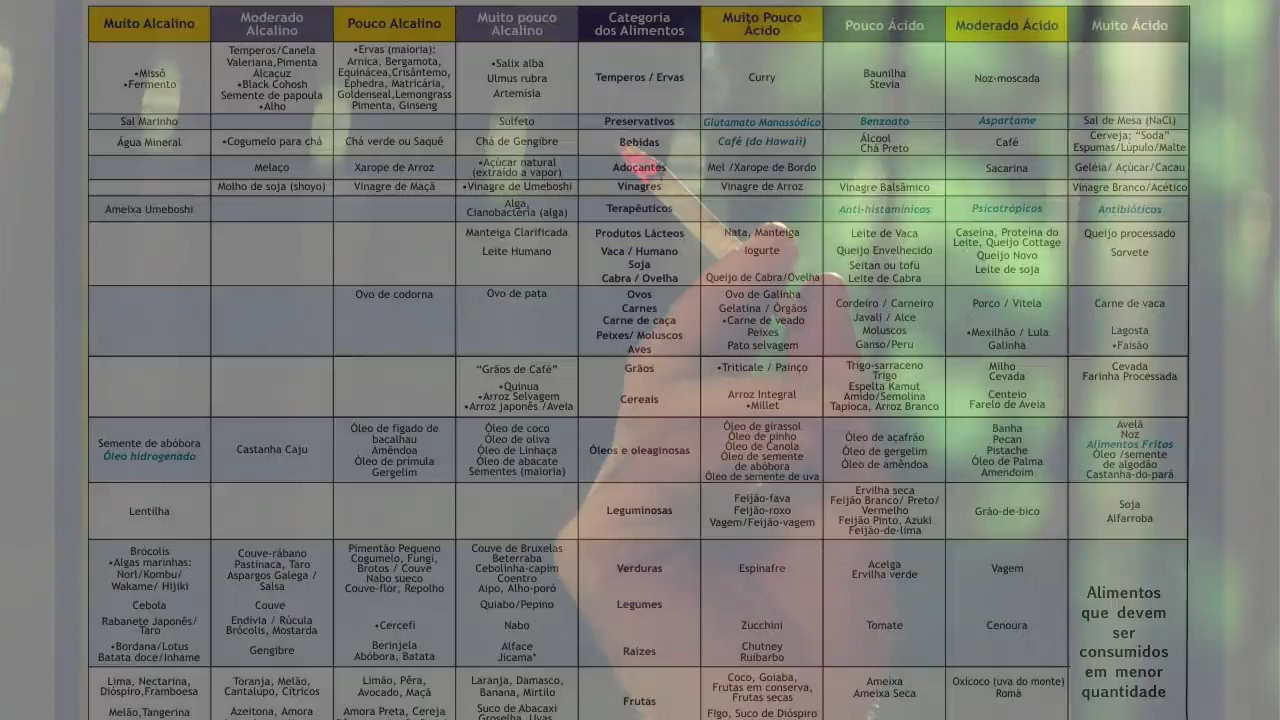 Muito Alcalino
Moderado Alcalino
Pouco Alcalino
Muito pouco Alcalino
Categoria dos Alimentos
Muito Pouco Ácido
Pouco Ácido
Moderado Ácido
Muito Ácido
•Missô
•Fermento
Temperos/Canela
Valeriana,Pimenta
Alcaçuz
•Black Cohosh
Semente de papoula
•Alho
•Ervas (maioria):
Arnica, Bergamota,
Equinácea,Crisântemo,
Ephedra, Matricária,
Goldenseal,Lemongrass
Pimenta, Ginseng
•Salix alba
Ulmus rubra
Artemisia
Temperos / Ervas
Curry
Baunilha
Stevia
Noz-moscada
Sal Marinho
Sulfeto
Preservativos
Glutamato Monossódico
Benzoato
Aspartame
Sal de Mesa (NaCl)
Água Mineral
•Cogumelo para chá
Chá verde ou Saquê
Chá de Gengibre
Bebidas
Café (do Hawaii)
Álcool
Chá Preto
Café
Cerveja; “Soda”
Espumas/Lúpulo/Malte
Melaço
Xarope de Arroz
•Açúcar natural
(extraído a vapor)
Adoçantes
Mel /Xarope de Bordo
Sacarina
Geléia/ Açúcar/Cacau
Molho de soja (shoyo)
Vinagre de Maçã
•Vinagre de Umeboshi
Vinagres
Vinagre de Arroz
Vinagre Balsâmico
Vinagre Branco/Acético
Ameixa Umeboshi
Alga,
Cianobactéria (alga)
Terapêuticos
Anti-histamínicos
Psicotrópicos
Antibióticos
Manteiga Clarificada
Leite Humano
Produtos Lácteos
Vaca / Humano
Soja
Cabra / Ovelha
Nata, Manteiga
Iogurte
Queijo de Cabra/Ovelha
Leite de Vaca
Queijo Envelhecido
Seitan ou tofu
Leite de Cabra
Caseína, Proteína do
Leite, Queijo Cottage
Queijo Novo
Leite de soja
Queijo processado
Sorvete
Ovo de codorna
Ovo de pata
Ovos
Carnes
Carne de caça
Peixes/ Moluscos
Aves
Ovo de Galinha
Gelatina / Órgãos
•Carne de veado
Peixes
Pato selvagem
Cordeiro / Carneiro
Javali / Alce
Moluscos
Ganso/Peru
Porco / Vitela
•Mexilhão / Lula
Galinha
Carne de vaca
Lagosta
•Faisão
“Grãos de Café”
•Quinua
•Arroz Selvagem
•Arroz japonês /Aveia
Grãos
Cereais
•Triticale / Painço
Arroz Integral
•Millet
Trigo-sarraceno
Trigo
Espelta Kamut
Amido/Semolina
Tapioca, Arroz Branco
Milho
Cevada
Centeio
Farelo de Aveia
Cevada
Farinha Processada
Semente de abóbora
Óleo hidrogenado
Castanha Caju
Óleo de fígado de
bacalhau
Amêndoa
Óleo de prímula
Gergelim
Óleo de coco
Óleo de oliva
Óleo de Linhaça
Óleo de abacate
Sementes (maioria)
Óleos e oleaginosas
Óleo de girassol
Óleo de pinho
Óleo de Canola
Óleo de semente
de abóbora
Óleo de semente de uva
Óleo de açafrão
Óleo de gergelim
Óleo de amêndoa
Banha
Pecan
Pistache
Óleo de Palma
Amendoim
Avelã
Noz
Alimentos Fritos
Óleo /semente
de algodão
Castanha-do-pará
Lentilha
Leguminosas
Feijão-fava
Feijão-roxo
Vagem/Feijão-vagem
Ervilha seca
Feijão Branco/ Preto/
Vermelho
Feijão Pinto, Azuki
Feijão-de-lima
Grão-de-bico
Soja
Alfarroba
Brócolis
•Algas marinhas:
Norl/Kombu/
Wakame/ Hijiki
Cebola
Rabanete Japonês/
Taro
•Bordana/Lotus
Batata doce/Inhame
Couve-rábano
Pastinaca, Taro
Aspargos Galega /
Salsa
Couve
Endívia / Rúcula
Brócolis, Mostarda
Gengibre
Pimentão Pequeno
Cogumelo, Fungi,
Brotos / Couve
Nabo sueco
Couve-flor, Repolho
•Cercefi
Berinjela
Abóbora, Batata
Couve de Bruxelas
Beterraba
Cebolinha-capim
Coentro
Aipo, Alho-poró
Quiabo/Pepino
Nabo
Alface
Jicama*
Verduras
Legumes
Raízes
Espinafre
Zucchini
Chutney
Ruibarbo
Acelga
Ervilha verde
Tomate
Vagem
Cenoura
Alimentos
que devem
ser
consumidos
em menor
quantidade
Lima, Nectarina,
Dióspiro,Framboesa
Melão,Tangerina
Toranja, Melão,
Cantalupo, Cítricos
Azeitona, Amora
Limão, Pêra,
Avocado, Maçã
Amora Preta, Cereja
Laranja, Damasco,
Banana, Mirtilo
Suco de Abacaxi
Groselha, Uvas
Frutas
Coco, Goiaba,
Frutas em conserva,
Frutas secas
Figo, Suco de Dióspiro
Ameixa
Ameixa Seca
Oxicoco (uva do monte)
Romã